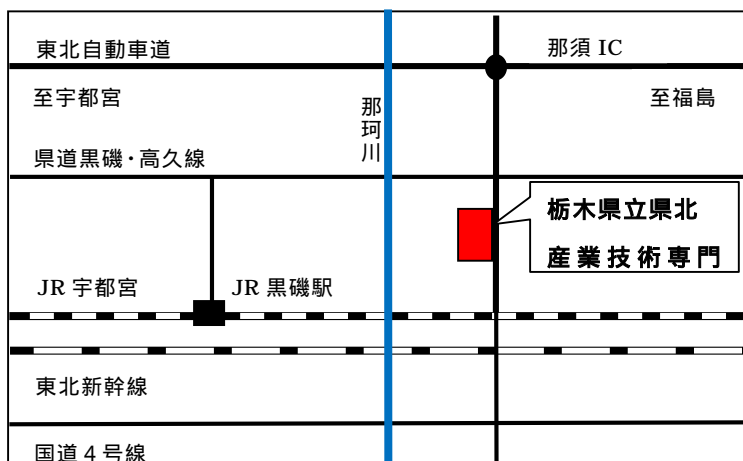 東北自動車道
那須 IC
至宇都宮
至福島
那珂川
県道黒磯・高久線
栃木県立県北
産業技術専門
JR 宇都宮
JR 黒磯駅
東北新幹線
国道 4 号線